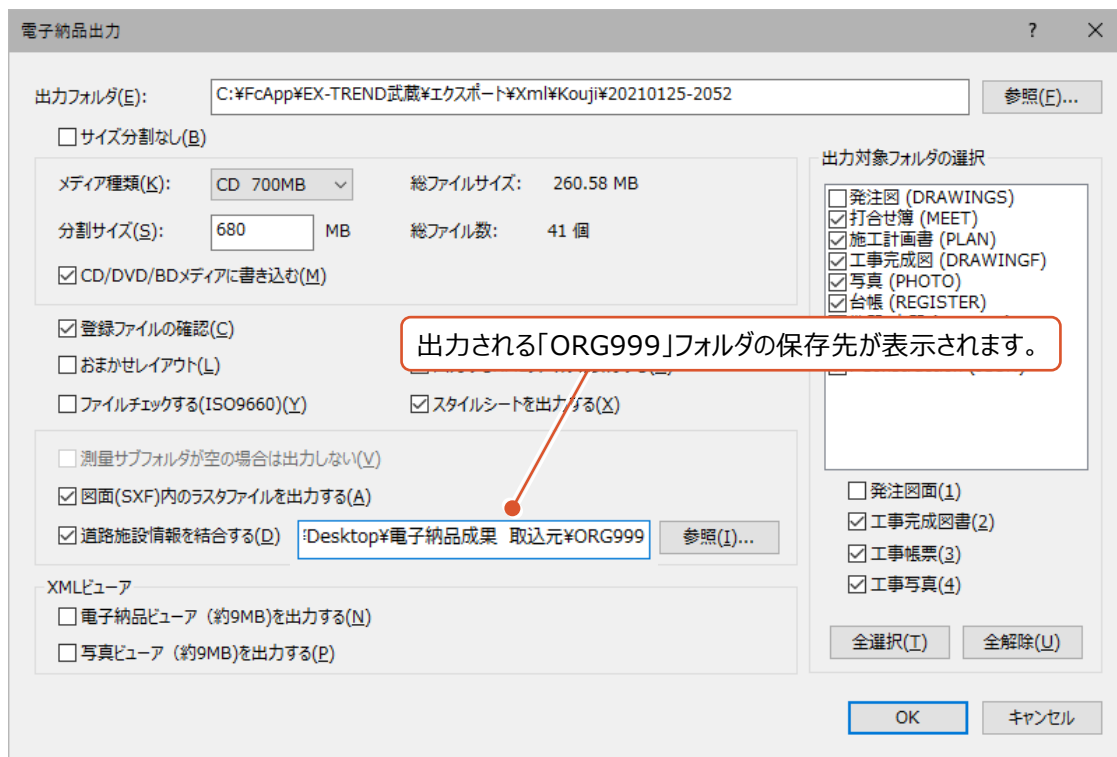 電子納品出力
出力フォルダ(E): C:¥FcApp¥EX-TREND武蔵¥エクスポート¥Xml¥Kouji¥20210125-2052 参照(F)...
サイズ分割なし(B)
メディア種類(K): CD 700MB 総ファイルサイズ: 260.58 MB
分割サイズ(S): 680 MB 総ファイル数: 41 個
CD/DVD/BDメディアに書き込む(M)
登録ファイルの確認(C)
おまかせレイアウト(L)
ファイルチェックする(ISO9660)(Y) スタイルシートを出力する(X)
出力される「ORG999」フォルダの保存先が表示されます。
測量サブフォルダが空の場合は出力しない(V)
図面(SXF)内のラスタファイルを出力する(A)
道路施設情報を結合する(D) Desktop¥電子納品成果 取込元¥ORG999 参照(I)...
XMLビューア
電子納品ビューア (約9MB)を出力する(N)
写真ビューア (約9MB)を出力する(P)
出力対象フォルダの選択
発注図 (DRAWINGS)
打合せ簿 (MEET)
施工計画書 (PLAN)
工事完成図 (DRAWINGF)
写真 (PHOTO)
台帳 (REGISTER)
発注図面(1)
工事完成図書(2)
工事帳票(3)
工事写真(4)
全選択(T) 全解除(U)
OK キャンセル